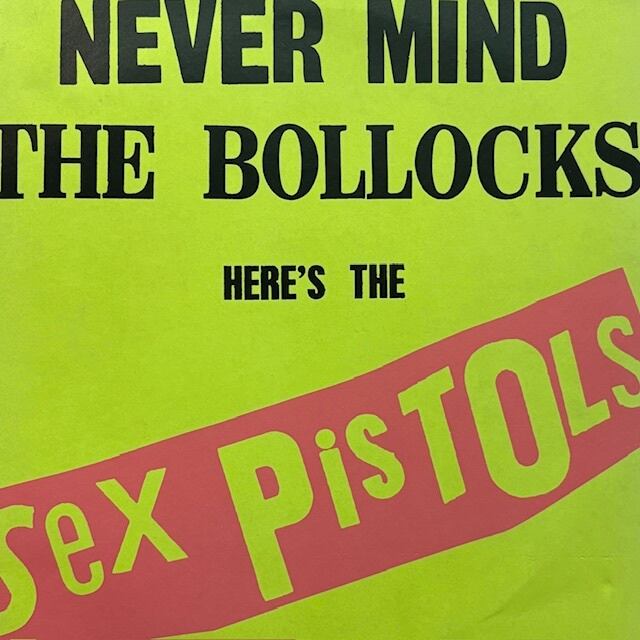 NEVER MIND
THE BOLLOCKS
HERE'S THE
Sex PisTOLS